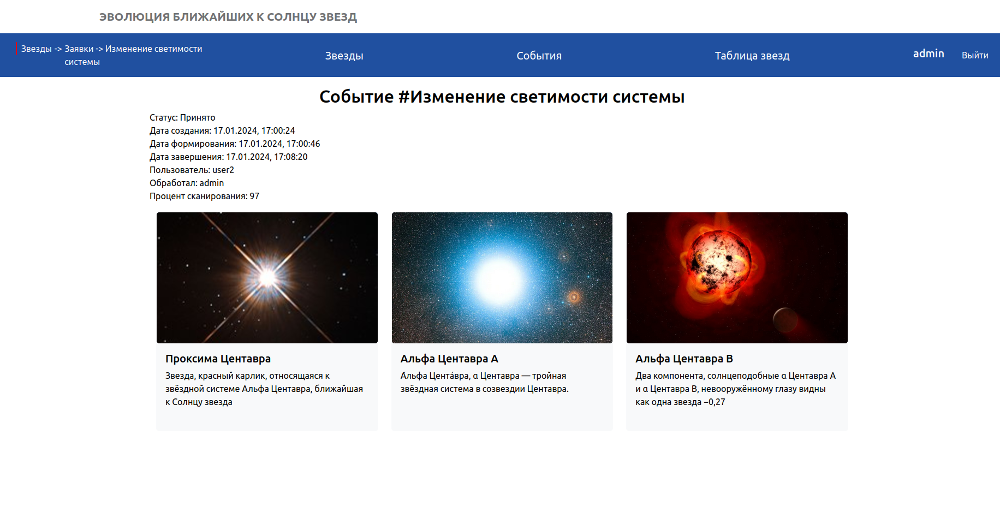 ЭВОЛЮЦИЯ БЛИЖАЙШИХ К СОЛНЦУ ЗВЕЗД
Звезды -> Заявки -> Изменение светимости
системы
Звезды
События
Таблица звезд
admin
Выйти
Событие #Изменение светимости системы
Статус: Принято
Дата создания: 17.01.2024, 17:00:24
Дата формирования: 17.01.2024, 17:00:46
Дата завершения: 17.01.2024, 17:08:20
Пользователь: user2
Обработал: admin
Процент сканирования: 97
Проксима Центавра
Звезда, красный карлик, относящаяся к
звёздной системе Альфа Центавра, ближайшая
к Солнцу звезда
Альфа Центавра А
А́льфа Цента́вра, α Центавра — тройная
звёздная система в созвездии Центавра.
Альфа Центавра B
Два компонента, солнцеподобные α Центавра A
и α Центавра B, невооружённому глазу видны
как одна звезда −0,27